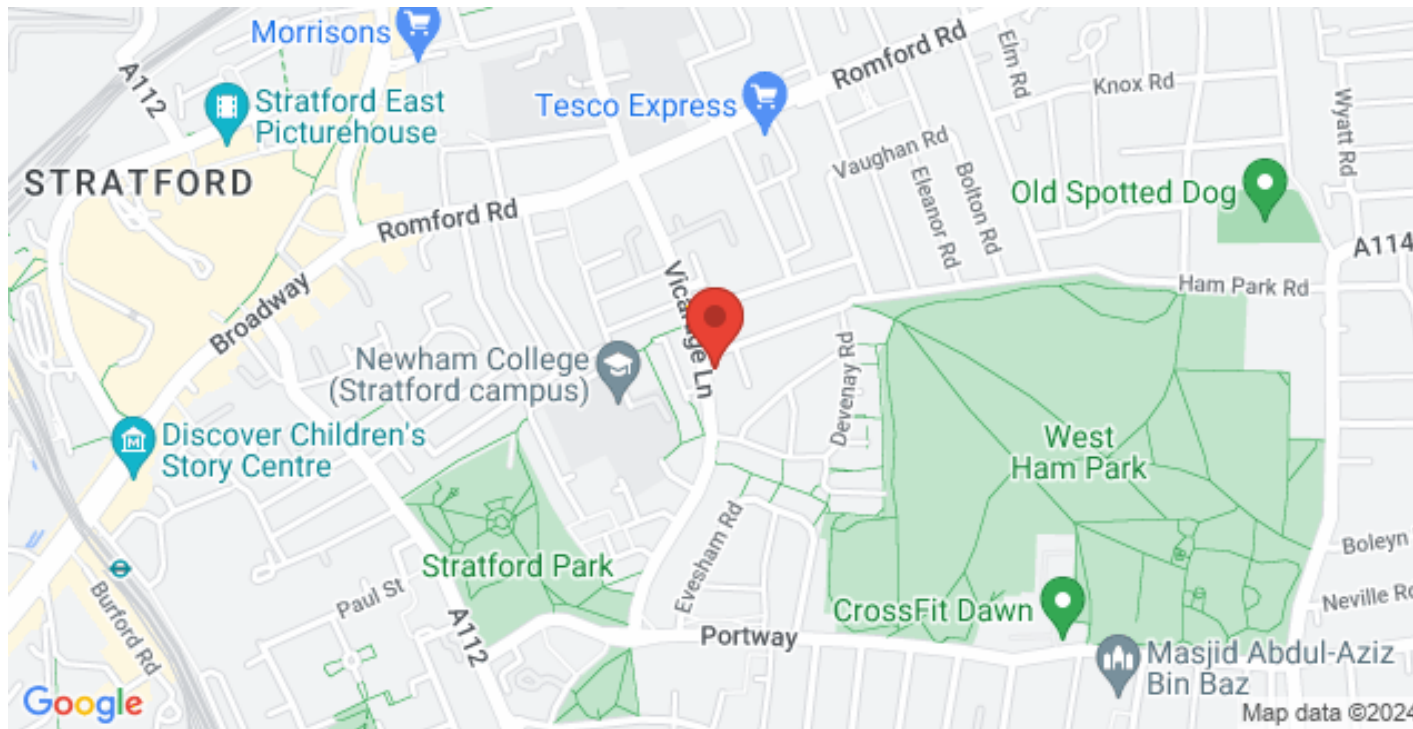 Morrisons
Romford Rd
Elm Rd
A112
Knox Rd
Stratford East
Picturehouse
Tesco Express
Wyatt Rd
Vaughan Rd
STRATFORD
Eleanor Rd
Bolton Rd
Old Spotted Dog
Romford Rd
A114
Vicarage Ln
Ham Park Rd
Broadway
Newham College
(Stratford campus)
Devenay Rd
Discover Children's
Story Centre
West
Ham Park
Evesham Rd
Boleyn
Stratford Park
Burford Rd
Paul St
A112
CrossFit Dawn
Neville Ro
Portway
Masjid Abdul-Aziz
Bin Baz
Google
Map data ©2024